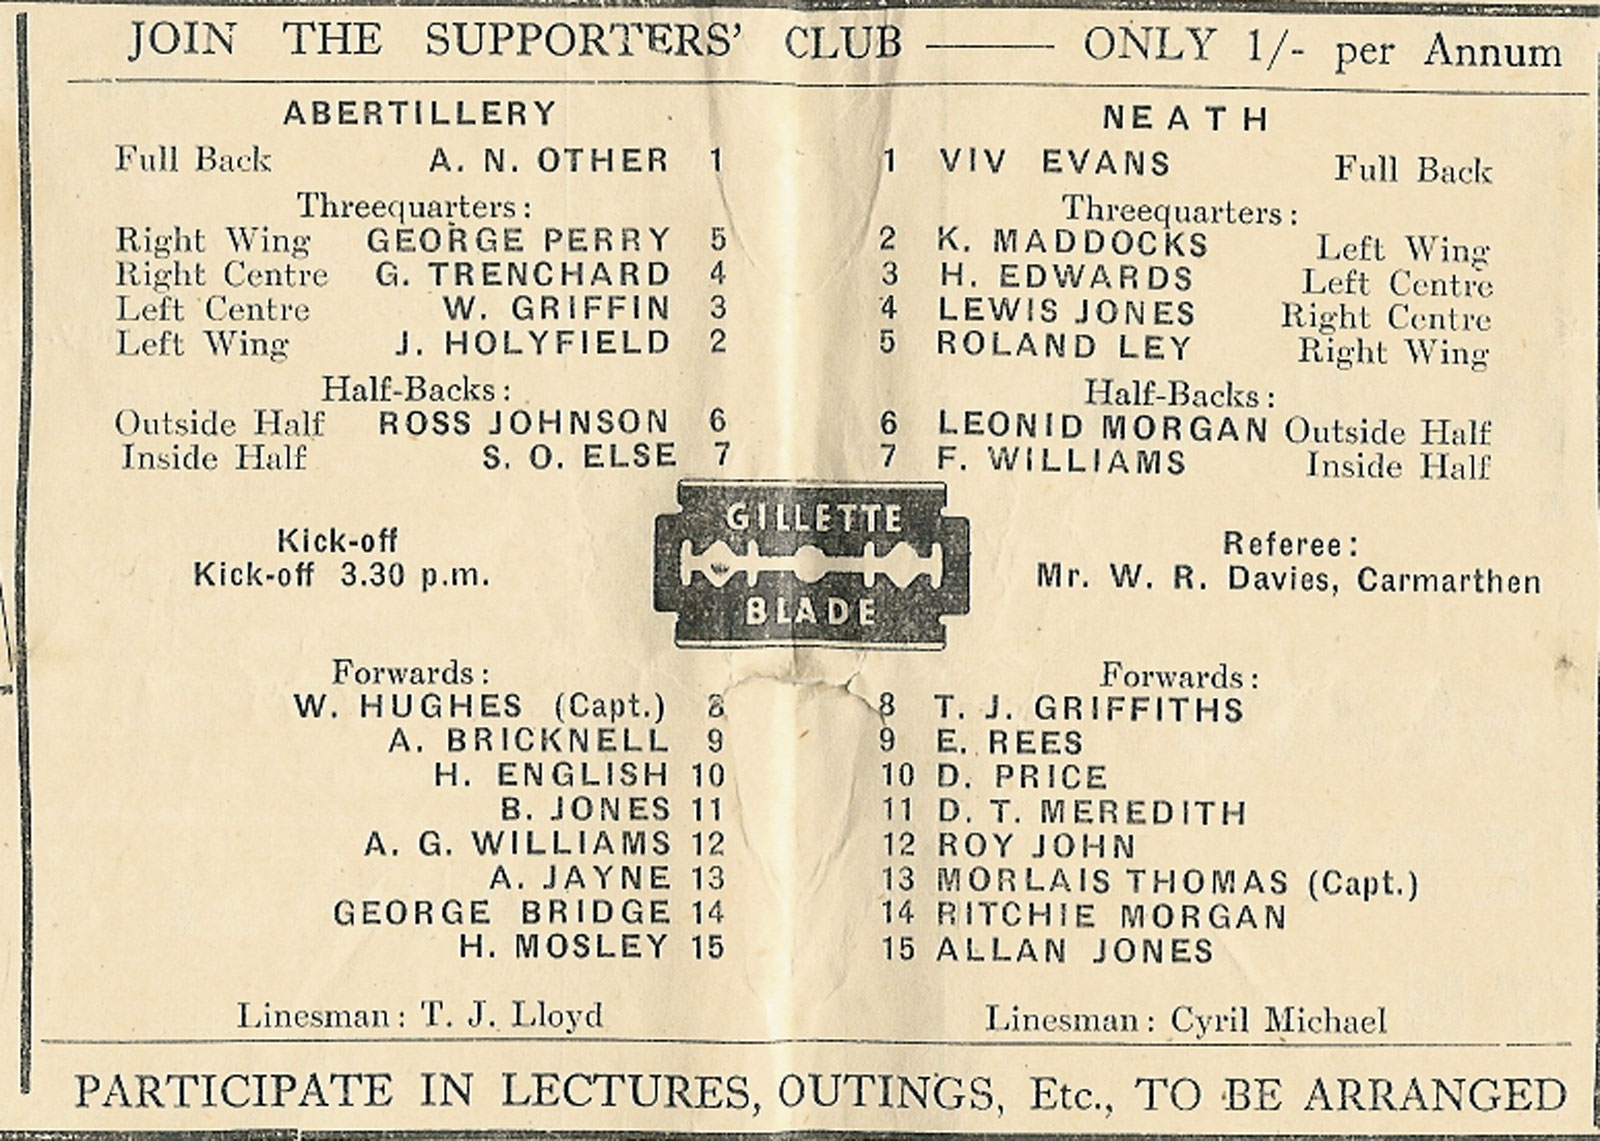 JOIN THE SUPPORTERS' CLUB —— ONLY 1/- per Annum
ABERTILLERY
Full Back A. N. OTHER 1
Threequarters:
Right Wing GEORGE PERRY 5
Right Centre G. TRENCHARD 4
Left Centre W. GRIFFIN 3
Left Wing J. HOLYFIELD 2
Half-Backs:
Outside Half ROSS JOHNSON 6
Inside Half S. O. ELSE 7
NEATH
1 VIV EVANS Full Back
Threequarters:
2 K. MADDOCKS Left Wing
3 H. EDWARDS Left Centre
4 LEWIS JONES Right Centre
5 ROLAND LEY Right Wing
Half-Backs:
6 LEONID MORGAN Outside Half
7 F. WILLIAMS Inside Half
Kick-off
Kick-off 3.30 p.m.
GILLETTE
BLADE
Referee:
Mr. W. R. Davies, Carmarthen
Forwards:
W. HUGHES (Capt.) 8
A. BRICKNELL 9
H. ENGLISH 10
B. JONES 11
A. G. WILLIAMS 12
A. JAYNE 13
GEORGE BRIDGE 14
H. MOSLEY 15
Linesman: T. J. Lloyd
Forwards:
8 T. J. GRIFFITHS
9 E. REES
10 D. PRICE
11 D. T. MEREDITH
12 ROY JOHN
13 MORLAIS THOMAS (Capt.)
14 RITCHIE MORGAN
15 ALLAN JONES
Linesman: Cyril Michael
PARTICIPATE IN LECTURES, OUTINGS, Etc., TO BE ARRANGED